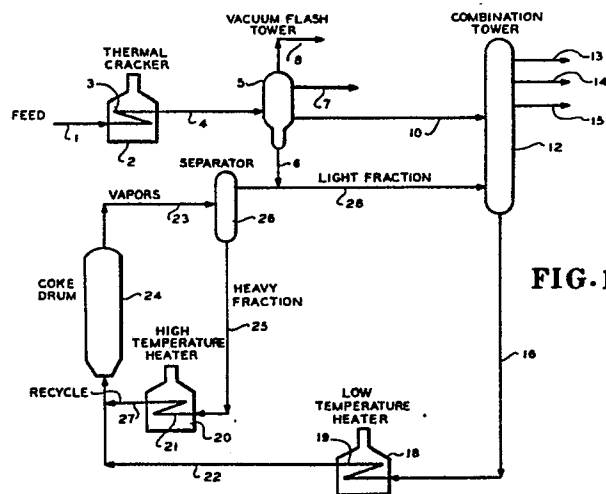 VACUUM FLASH
TOWER
COMBINATION
TOWER
THERMAL
CRACKER
8
13
5
14
3
7
15
FEED
4
10
1
2
12
6
SEPARATOR
VAPORS
LIGHT FRACTION
23
26
28
COKE
DRUM
24
HEAVY
FRACTION
FIG. 1
25
HIGH
TEMPERATURE
HEATER
16
RECYCLE
LOW
TEMPERATURE
HEATER
27
21
20
19
18
22